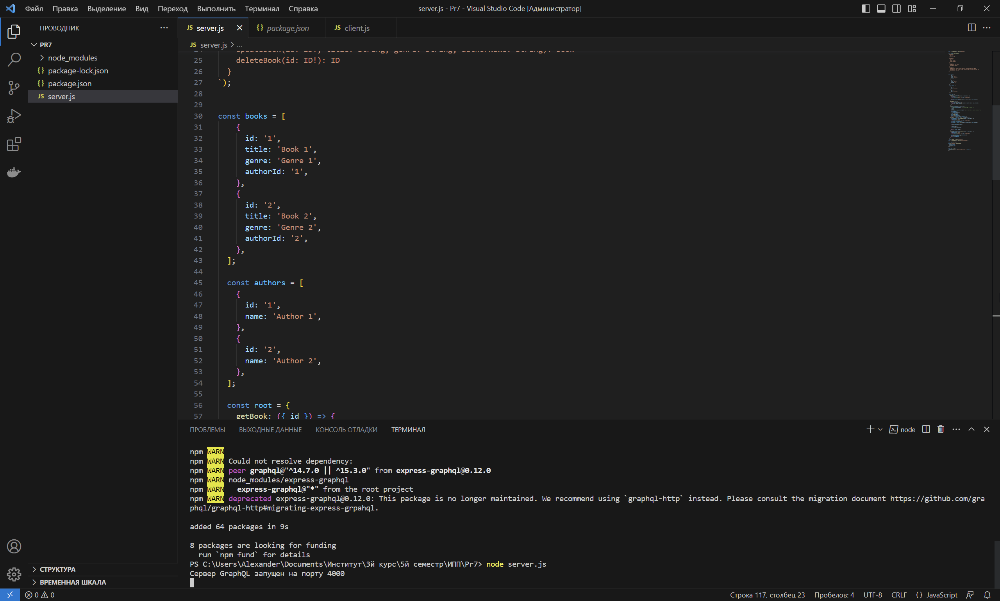 Файл Правка Выделение Вид Переход Выполнить Терминал Справка
server.js - Pr7 - Visual Studio Code [Администратор]
ПРОВОДНИК
PR7
node_modules
{} package-lock.json
{} package.json
JS server.js
СТРУКТУРА
ВРЕМЕННАЯ ШКАЛА
JS server.js
{} package.json
JS client.js
JS server.js > ...
25 deleteBook(id: ID!): ID
26 }
27 `);
28
29
30 const books = [
31 {
32 id: '1',
33 title: 'Book 1',
34 genre: 'Genre 1',
35 authorId: '1',
36 },
37 {
38 id: '2',
39 title: 'Book 2',
40 genre: 'Genre 2',
41 authorId: '2',
42 },
43 ];
44
45 const authors = [
46 {
47 id: '1',
48 name: 'Author 1',
49 },
50 {
51 id: '2',
52 name: 'Author 2',
53 },
54 ];
55
56 const root = {
57 getBook: ({ id }) => {
ПРОБЛЕМЫ ВЫХОДНЫЕ ДАННЫЕ КОНСОЛЬ ОТЛАДКИ ТЕРМИНАЛ
node
npm WARN
npm WARN Could not resolve dependency:
npm WARN peer graphql@"^14.7.0 || ^15.3.0" from express-graphql@0.12.0
npm WARN node_modules/express-graphql
npm WARN express-graphql@"*" from the root project
npm WARN deprecated express-graphql@0.12.0: This package is no longer maintained. We recommend using `graphql-http` instead. Please consult the migration document https://github.com/gra
phql/graphql-http#migrating-express-grpahql.
added 64 packages in 9s
8 packages are looking for funding
run `npm fund` for details
PS C:\Users\Alexander\Documents\Институт\3й курс\5й семестр\ИПП\Pr7> node server.js
Сервер GraphQL запущен на порту 4000
0 0
Строка 117, столбец 23 Пробелов: 4 UTF-8 CRLF {} JavaScript